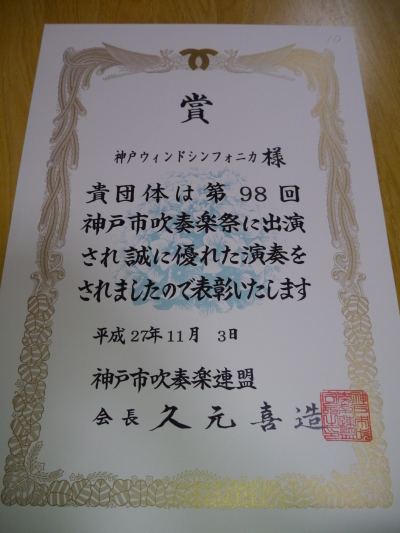 10
賞
神戸ウィンドシンフォニカ 様
貴団体は第98回
神戸市吹奏楽祭に出演
され誠に優れた演奏を
されましたので表彰いたします
平成27年11月 3日
神戸市吹奏楽連盟
会長 久元喜造